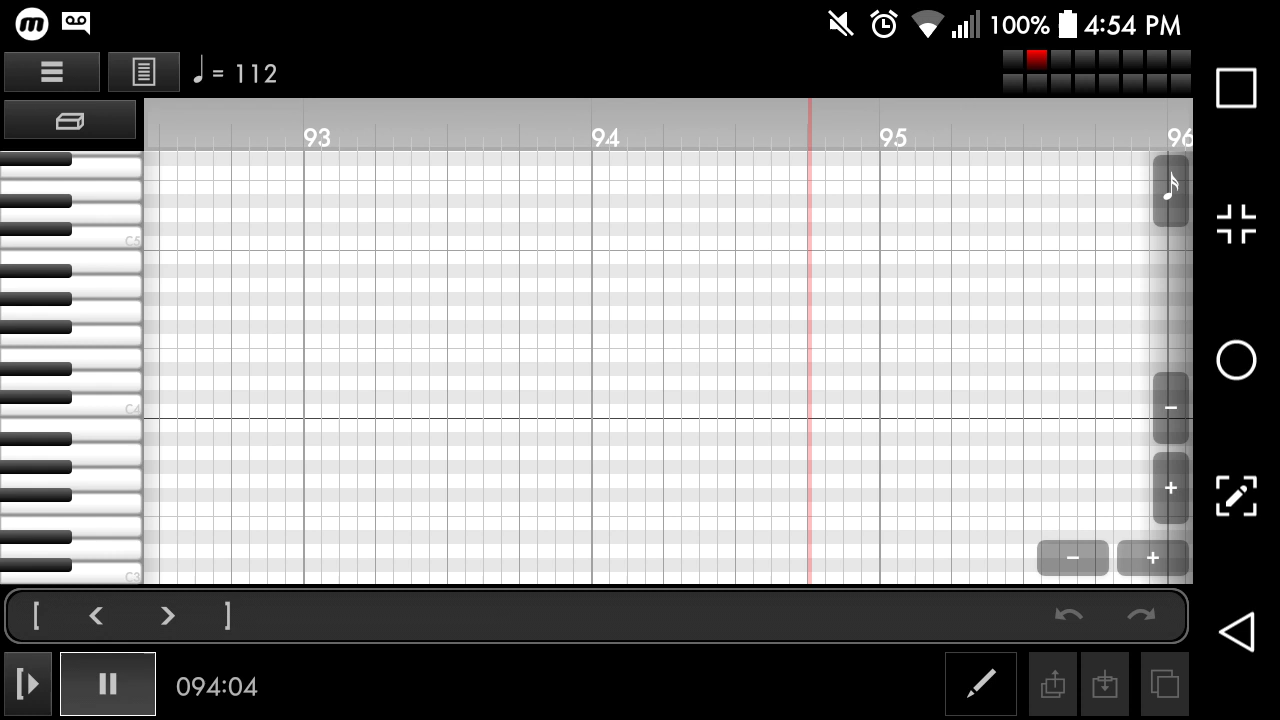 m 100% 4:54 PM
= 112
93 94 95 96
C5
C4
−
+
C3 − +
[ < > ]
094:04